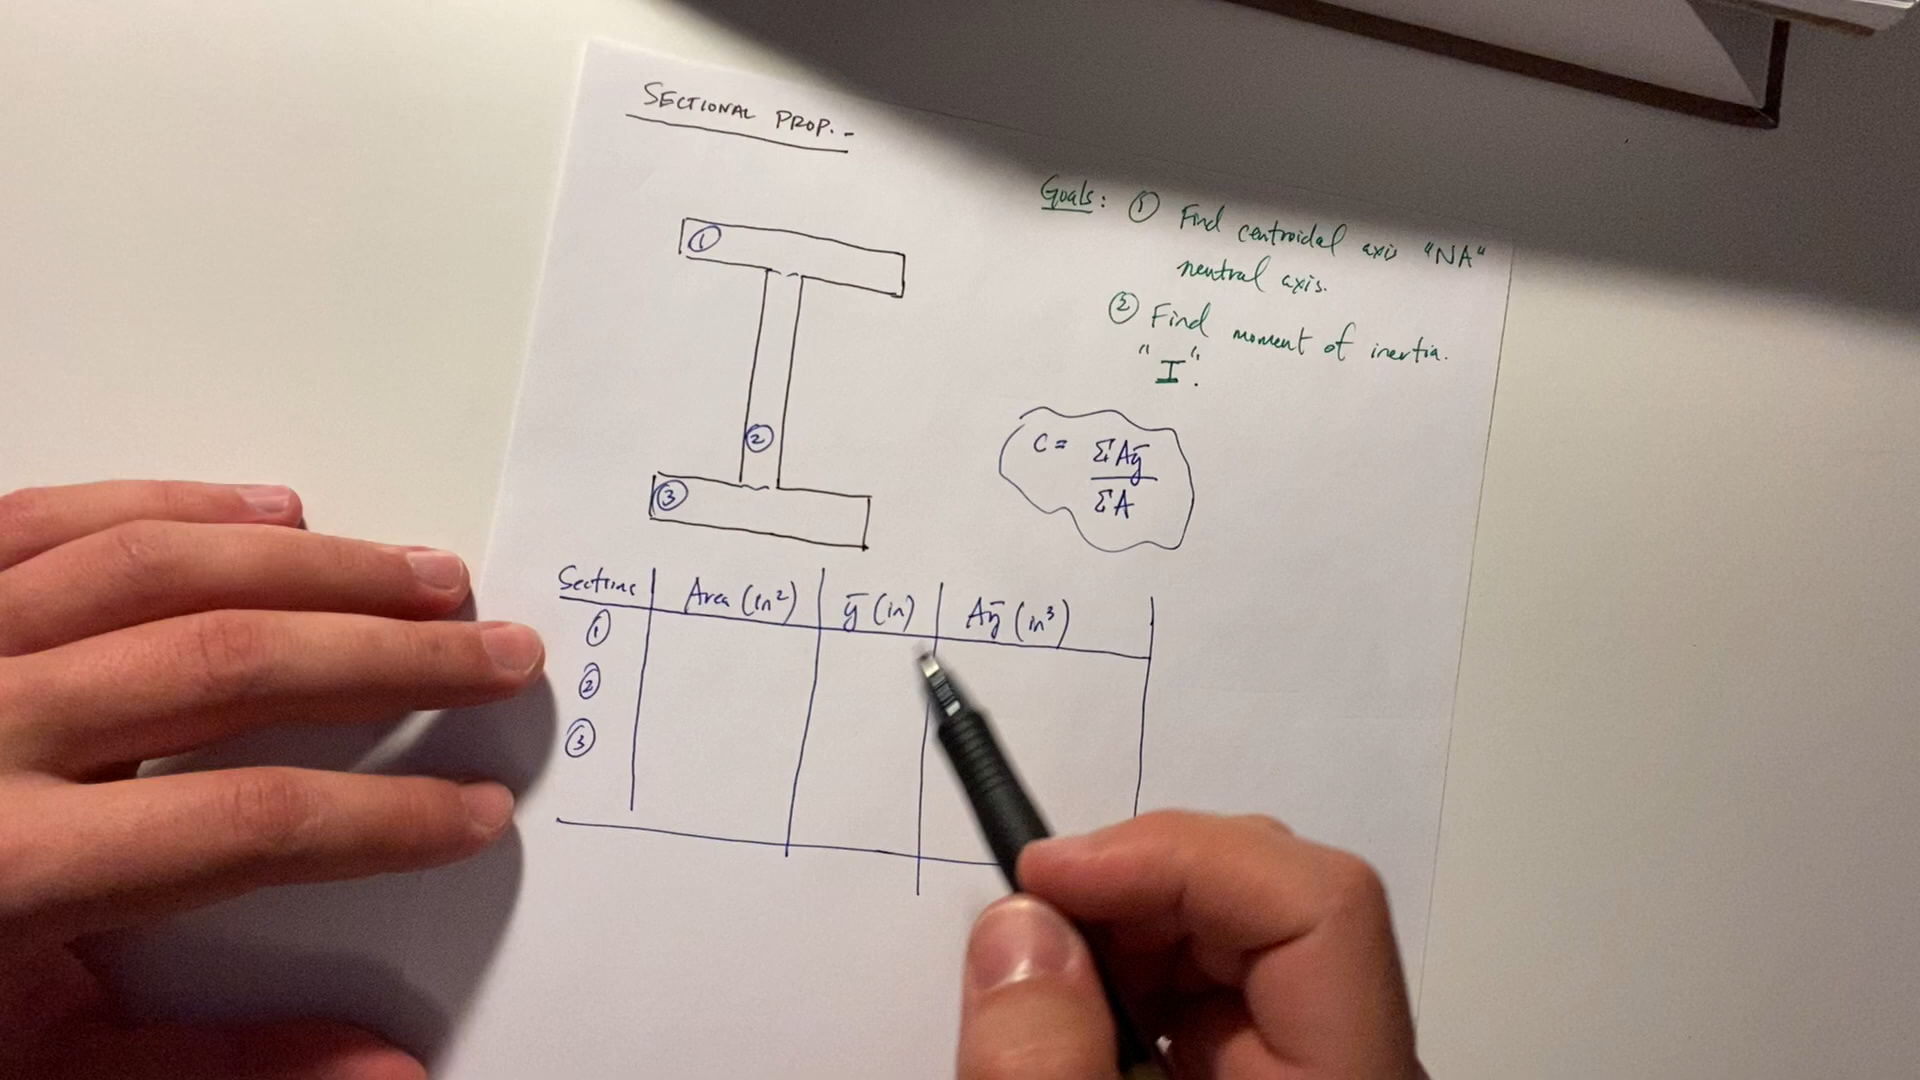 SECTIONAL PROP.-
Goals: ① Find centroidal axis "NA"
neutral axis.
② Find moment of inertia.
"I".
①
②
③
C = ΣAȳ
ΣA
Sections Area (in²) ȳ (in) Aȳ (in³)
①
②
③